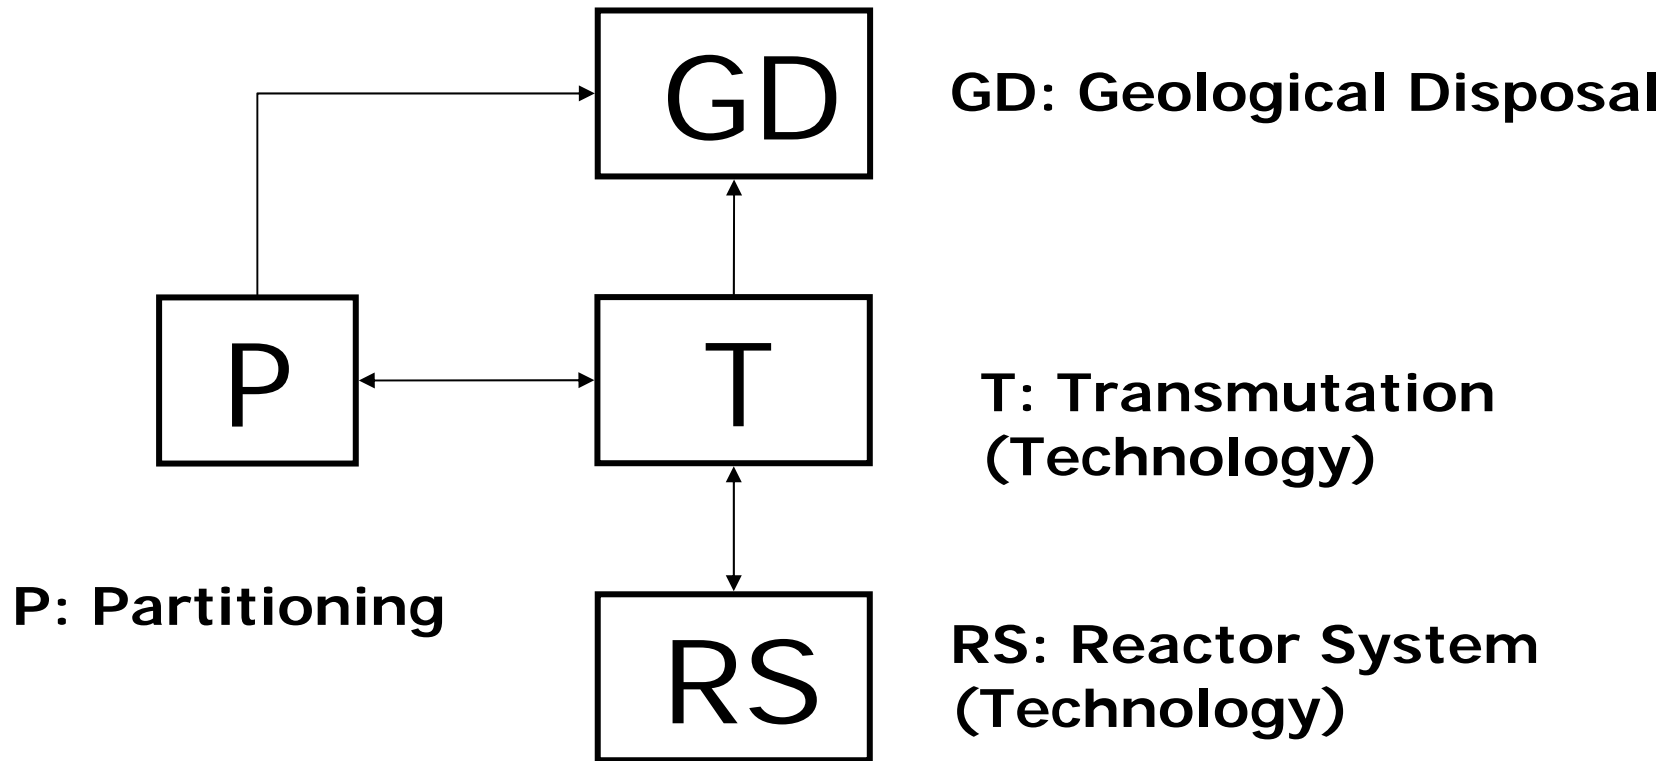 GD
GD: Geological Disposal
P
T
T: Transmutation
(Technology)
P: Partitioning
RS
RS: Reactor System
(Technology)